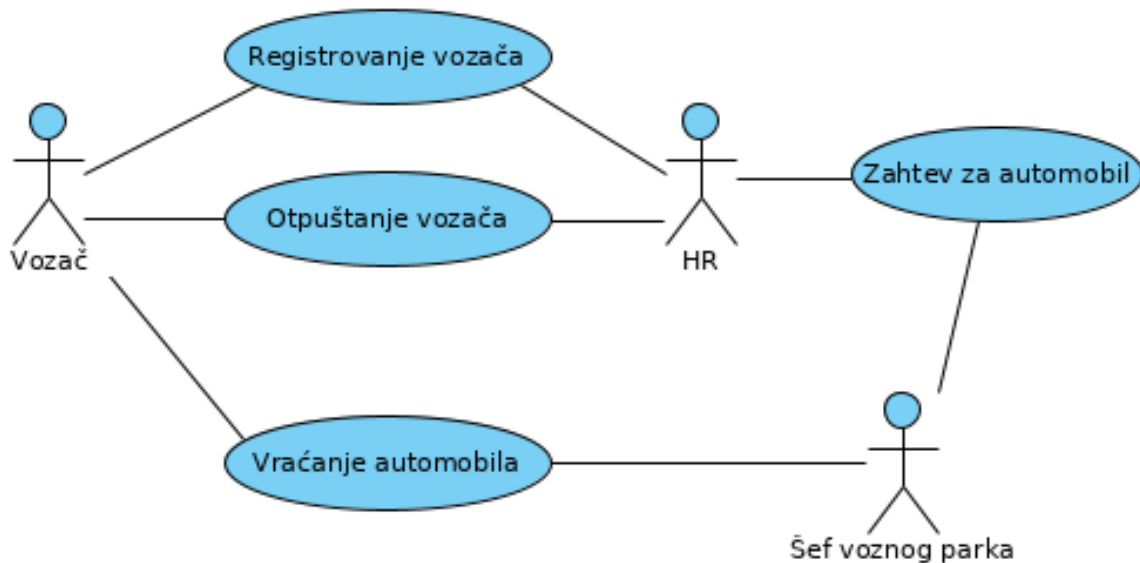 Registrovanje vozača
Zahtev za automobil
Otpuštanje vozača
Vozač
HR
Vraćanje automobila
Šef voznog parka